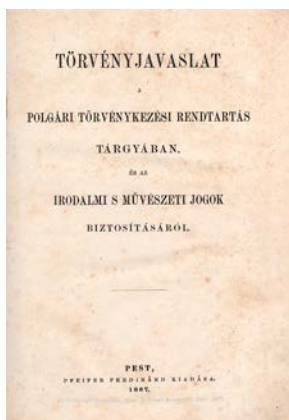 TÖRVÉNYJAVASLAT
A
POLGÁRI TÖRVÉNYKEZÉSI RENDTARTÁS
TÁRGYÁBAN,
ÉS AZ
IRODALMI S MŰVÉSZETI JOGOK
BIZTOSÍTÁSÁRÓL.
PEST,
PFEIFER FERDINÁND KIADÁSA.
1867.